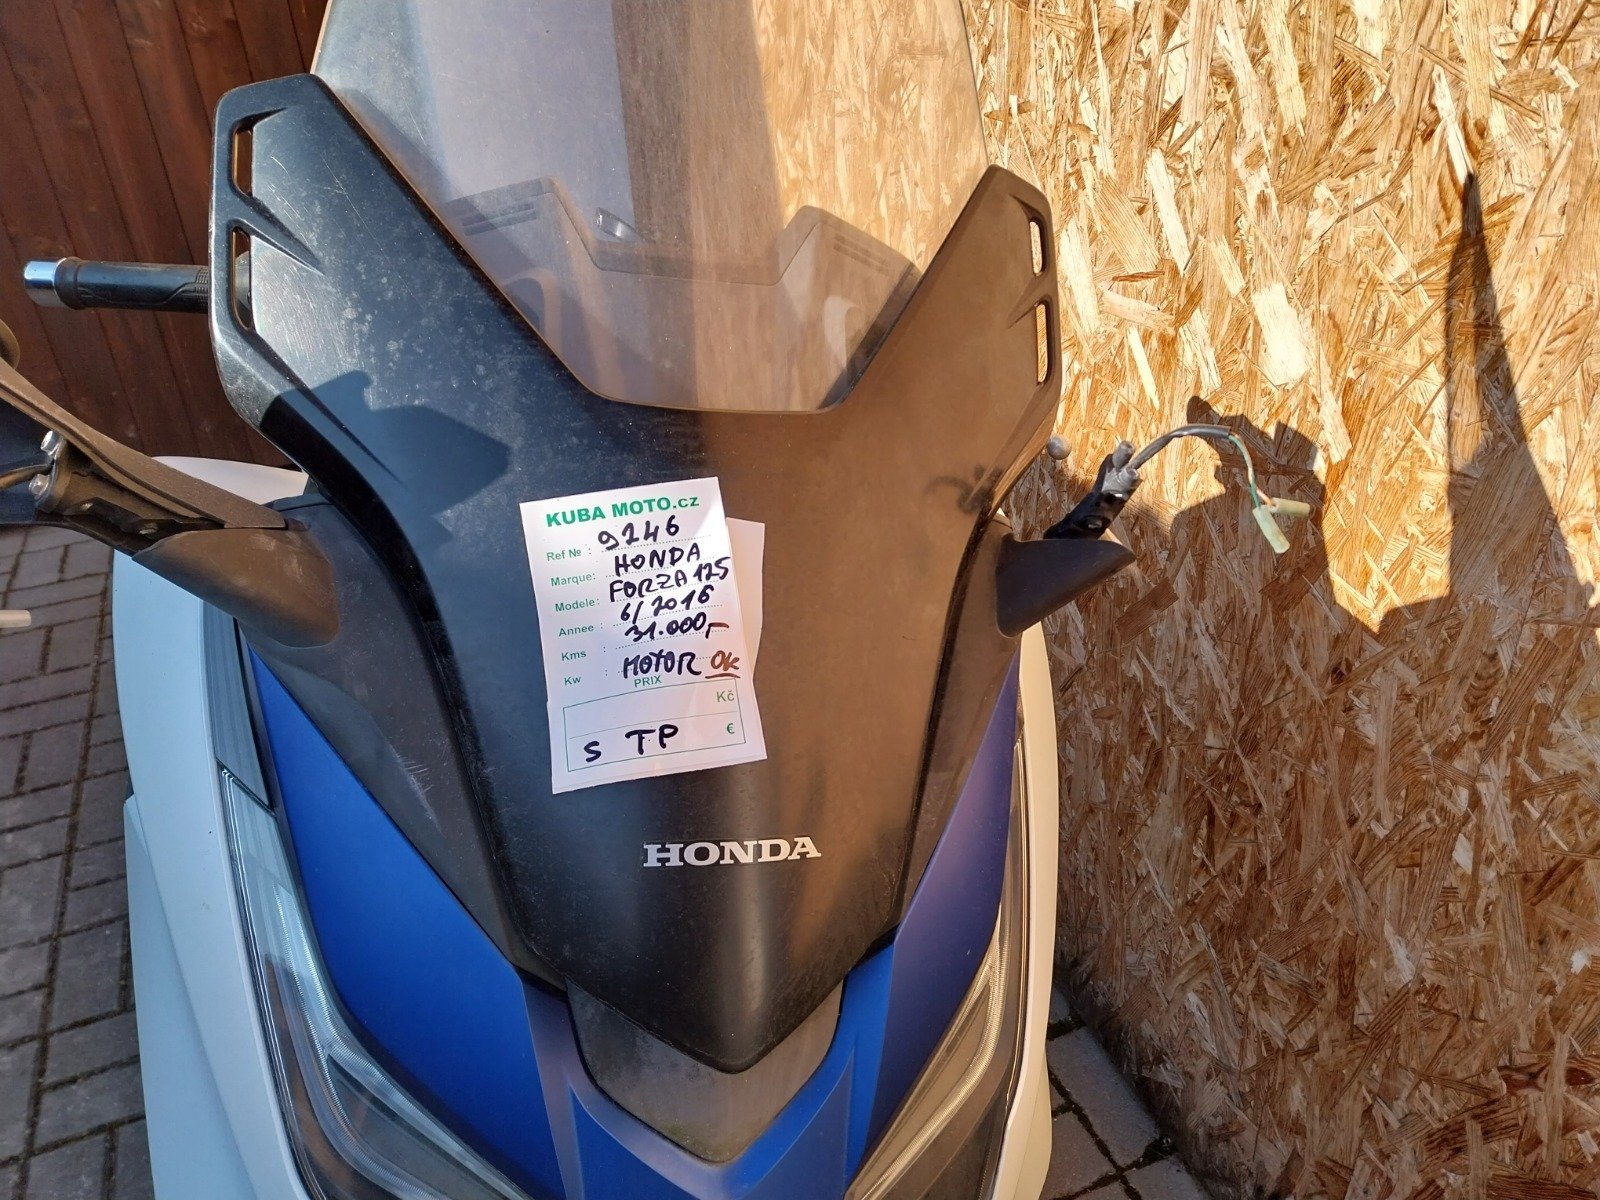 KUBA MOTO.cz
Ref № : 9246
Marque: HONDA
Modele: FORZA 125
Annee : 6/2016
Kms : 31.000,-
Kw : MOTOR OK
PRIX
Kč
S TP €
HONDA